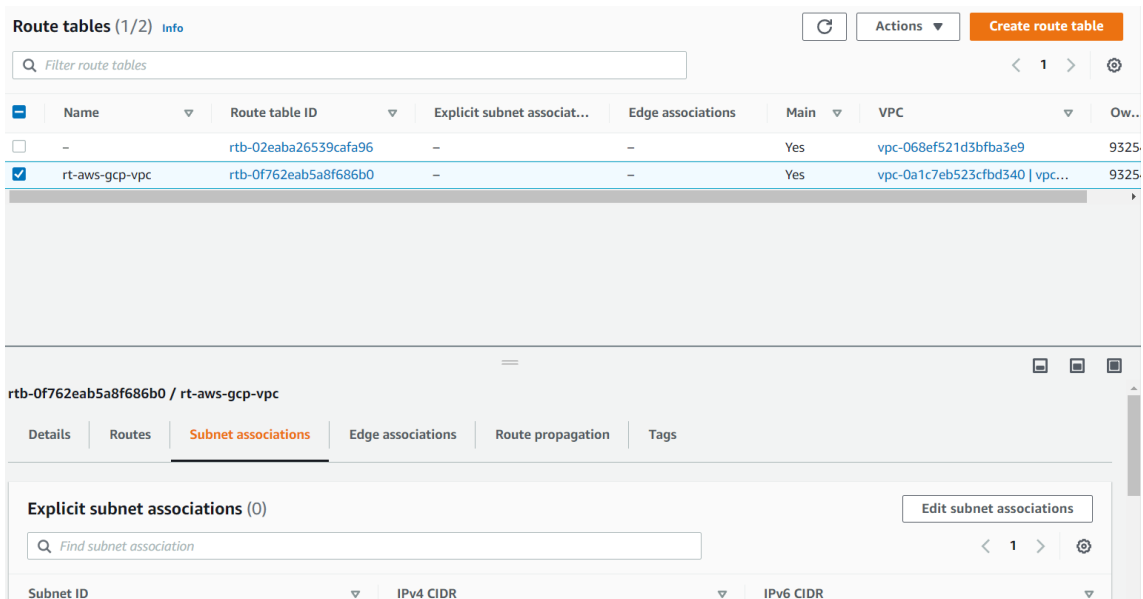 Route tables (1/2) Info
Actions ▼ Create route table
Filter route tables
1
Name Route table ID Explicit subnet associat... Edge associations Main VPC Ow...
– rtb-02eaba26539cafa96 – – Yes vpc-068ef521d3bfba3e9 9325
rt-aws-gcp-vpc rtb-0f762eab5a8f686b0 – – Yes vpc-0a1c7eb523cfbd340 | vpc... 9325
rtb-0f762eab5a8f686b0 / rt-aws-gcp-vpc
Details Routes Subnet associations Edge associations Route propagation Tags
Explicit subnet associations (0)
Edit subnet associations
Find subnet association
1
Subnet ID IPv4 CIDR IPv6 CIDR